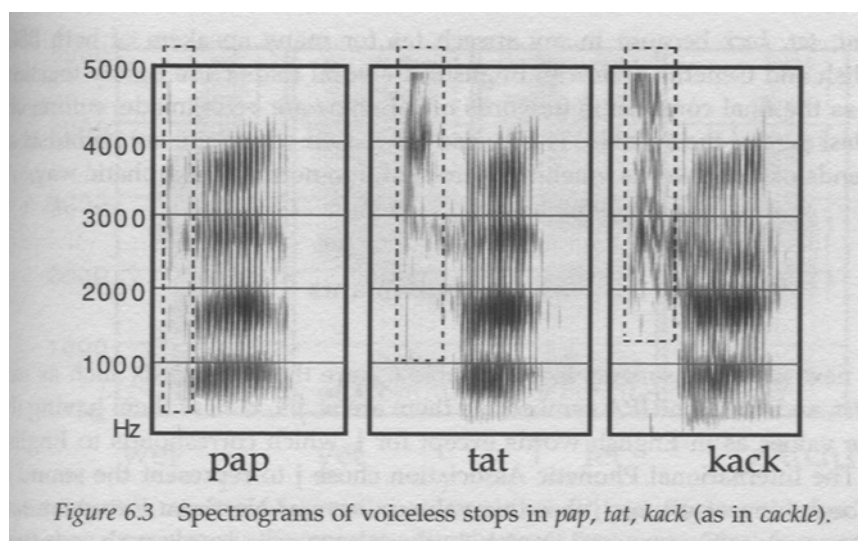 5000
4000
3000
2000
1000
Hz
pap tat kack
Figure 6.3 Spectrograms of voiceless stops in pap, tat, kack (as in cackle).